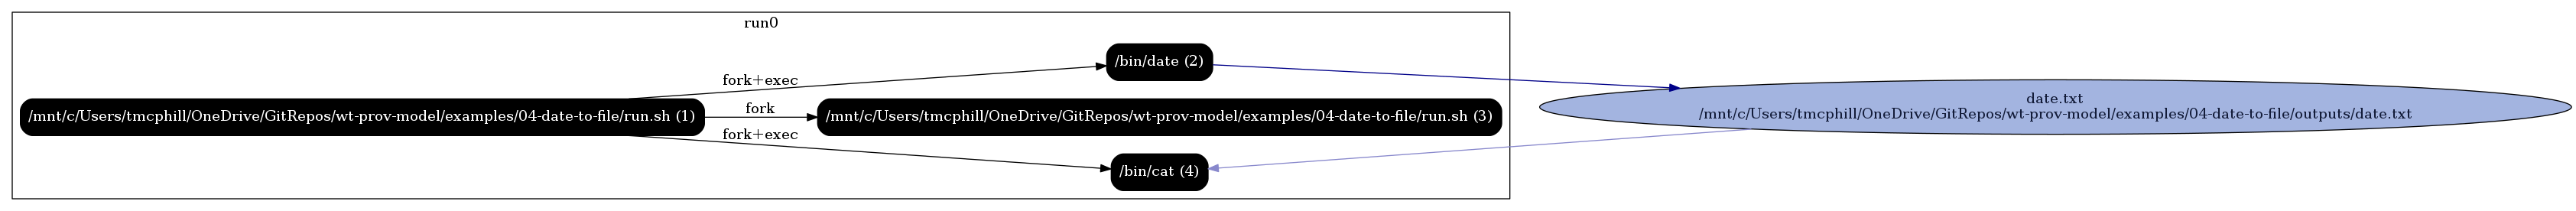 run0
/bin/date (2)
fork+exec
/mnt/c/Users/tmcphill/OneDrive/GitRepos/wt-prov-model/examples/04-date-to-file/run.sh (1)
fork
/mnt/c/Users/tmcphill/OneDrive/GitRepos/wt-prov-model/examples/04-date-to-file/run.sh (3)
fork+exec
/bin/cat (4)
date.txt
/mnt/c/Users/tmcphill/OneDrive/GitRepos/wt-prov-model/examples/04-date-to-file/outputs/date.txt